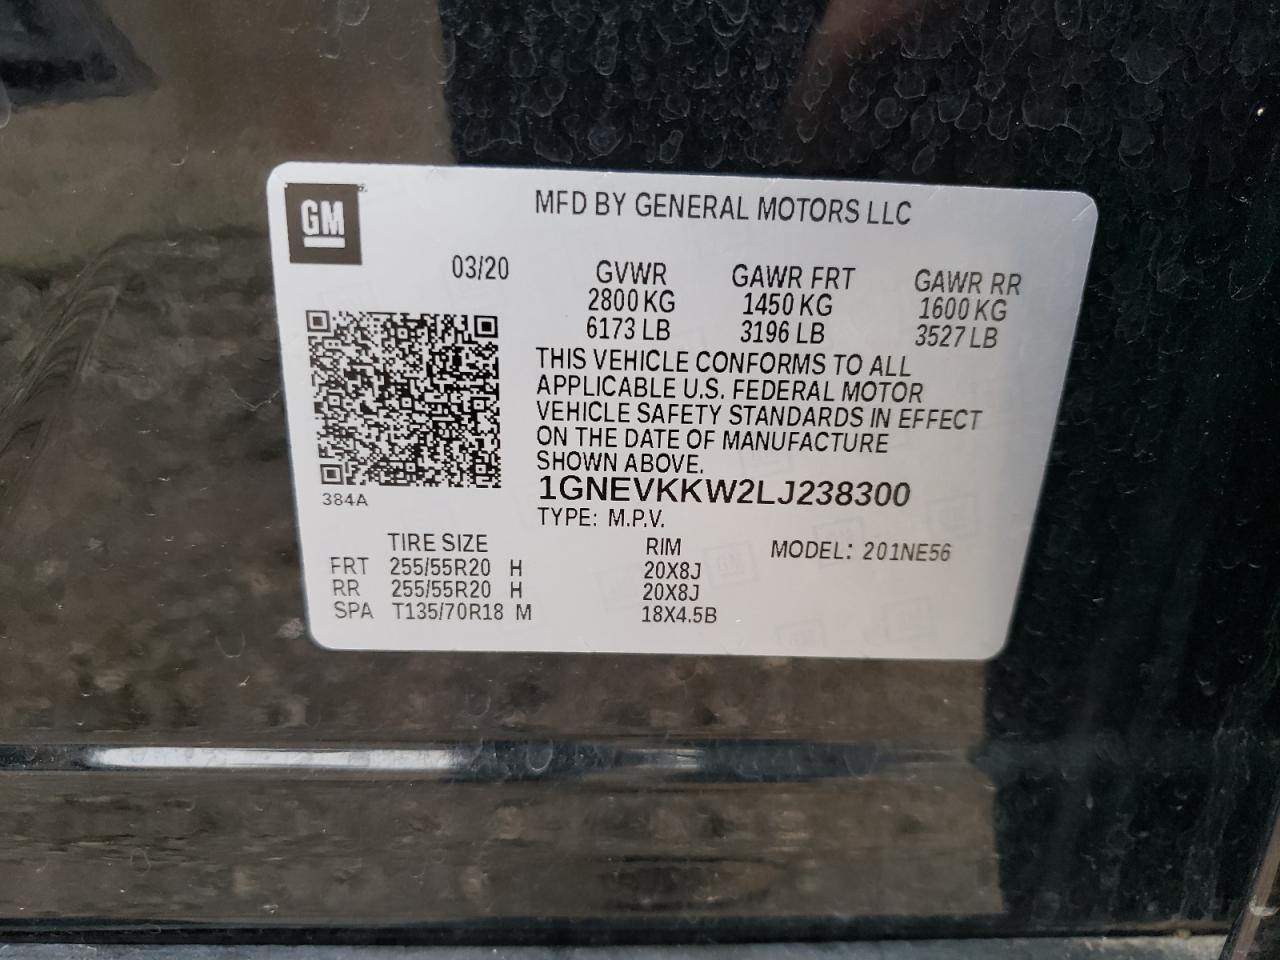 GM
MFD BY GENERAL MOTORS LLC
03/20
GVWR GAWR FRT GAWR RR
2800 KG 1450 KG 1600 KG
6173 LB 3196 LB 3527 LB
THIS VEHICLE CONFORMS TO ALL
APPLICABLE U.S. FEDERAL MOTOR
VEHICLE SAFETY STANDARDS IN EFFECT
ON THE DATE OF MANUFACTURE
SHOWN ABOVE.
1GNEVKKW2LJ238300
384A
TYPE: M.P.V.
TIRE SIZE RIM MODEL: 201NE56
FRT 255/55R20 H 20X8J
RR 255/55R20 H 20X8J
SPA T135/70R18 M 18X4.5B